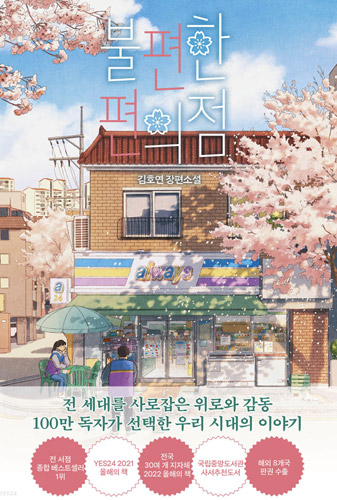 불편한
편의점
김호연 장편소설
always
a
24
전 세대를 사로잡은 위로와 감동
100만 독자가 선택한 우리 시대의 이야기
전 서점
종합 베스트셀러
1위
YES24 2021
올해의 책
전국
30여 개 지자체
2022 올해의 책
국립중앙도서관
사서추천도서
해외 8개국
판권 수출
YES24